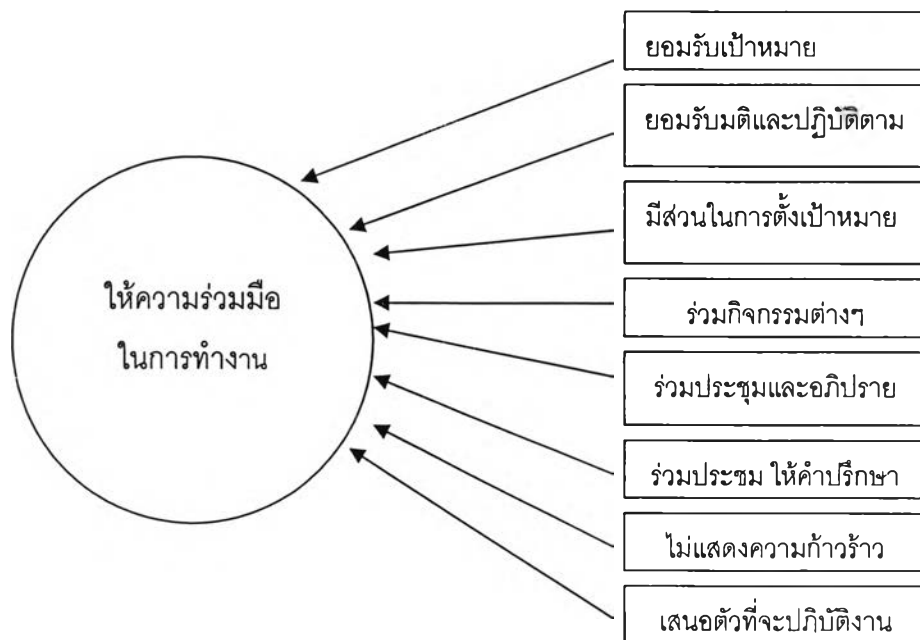 ยอมรับเป้าหมาย
ยอมรับมติและปฏิบัติตาม
มีส่วนในการตั้งเป้าหมาย
ให้ความร่วมมือ
ในการทำงาน
ร่วมกิจกรรมต่างๆ
ร่วมประชุมและอภิปราย
ร่วมประชม ให้คำปรึกษา
ไม่แสดงความก้าวร้าว
เสนอตัวที่จะปฏิบัติงาน